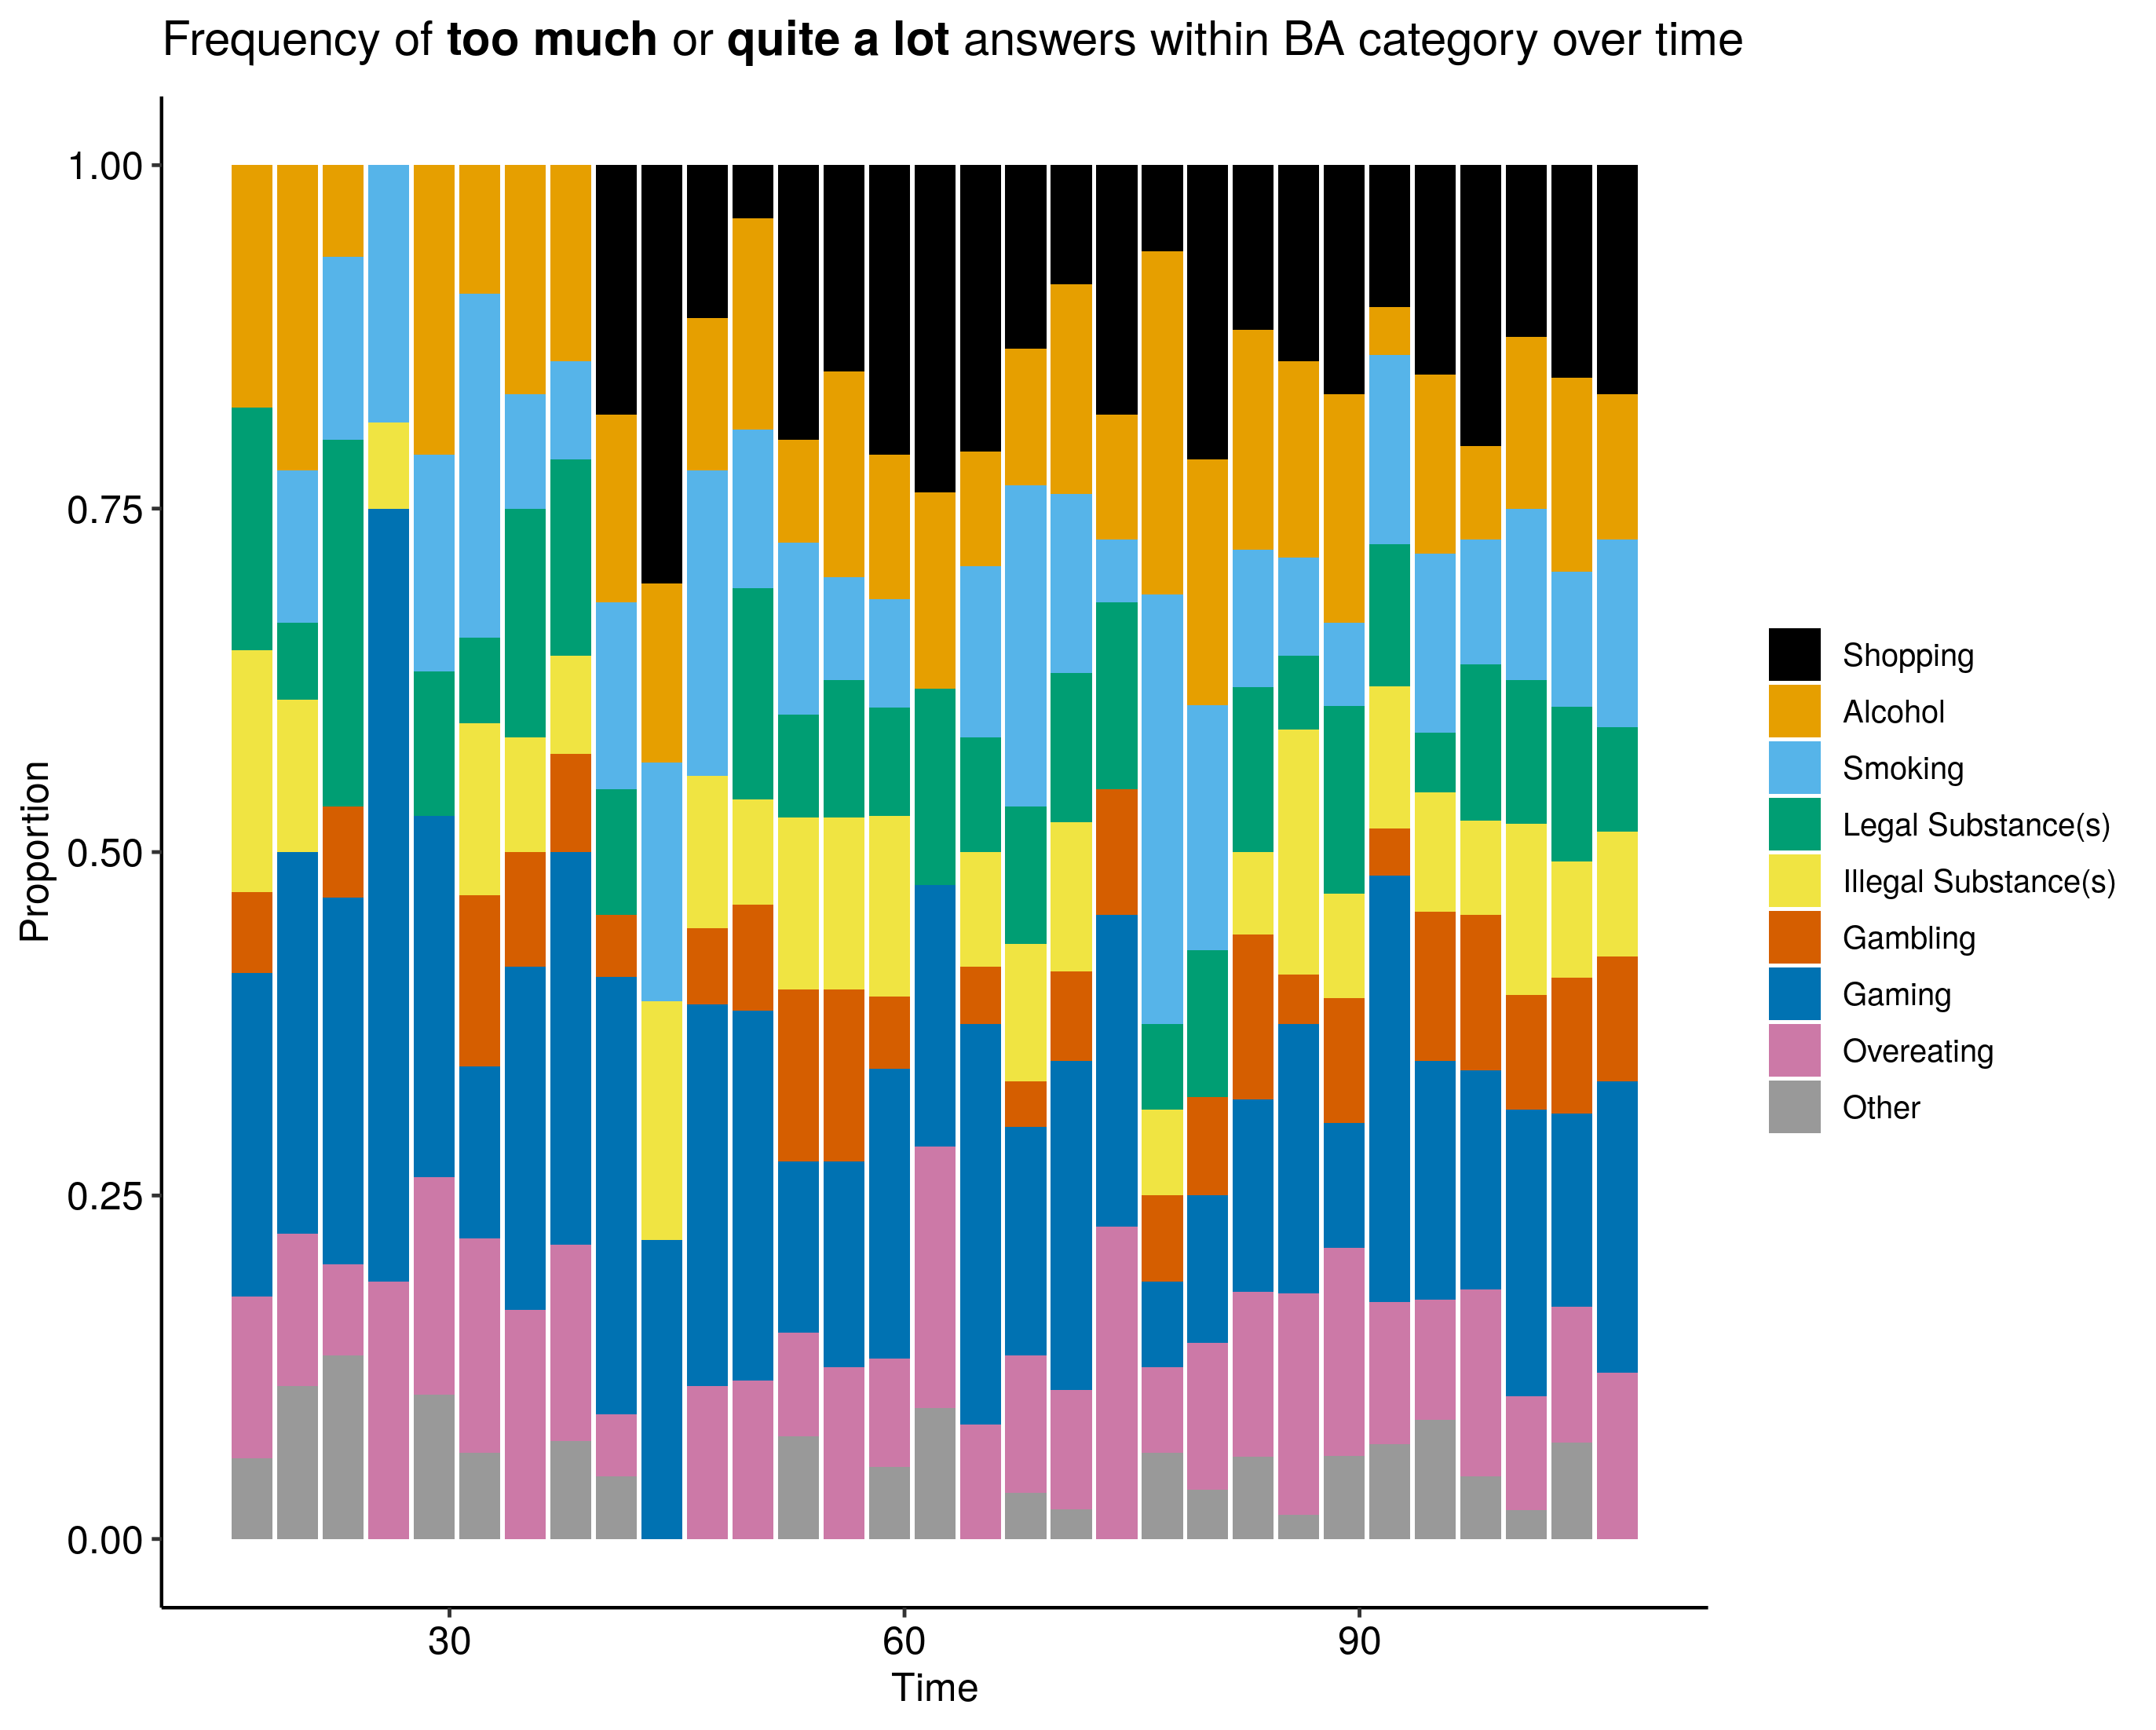 Frequency of too much or quite a lot answers within BA category over time
Proportion
1.00
0.75
0.50
0.25
0.00
30
60
90
Time
Shopping
Alcohol
Smoking
Legal Substance(s)
Illegal Substance(s)
Gambling
Gaming
Overeating
Other